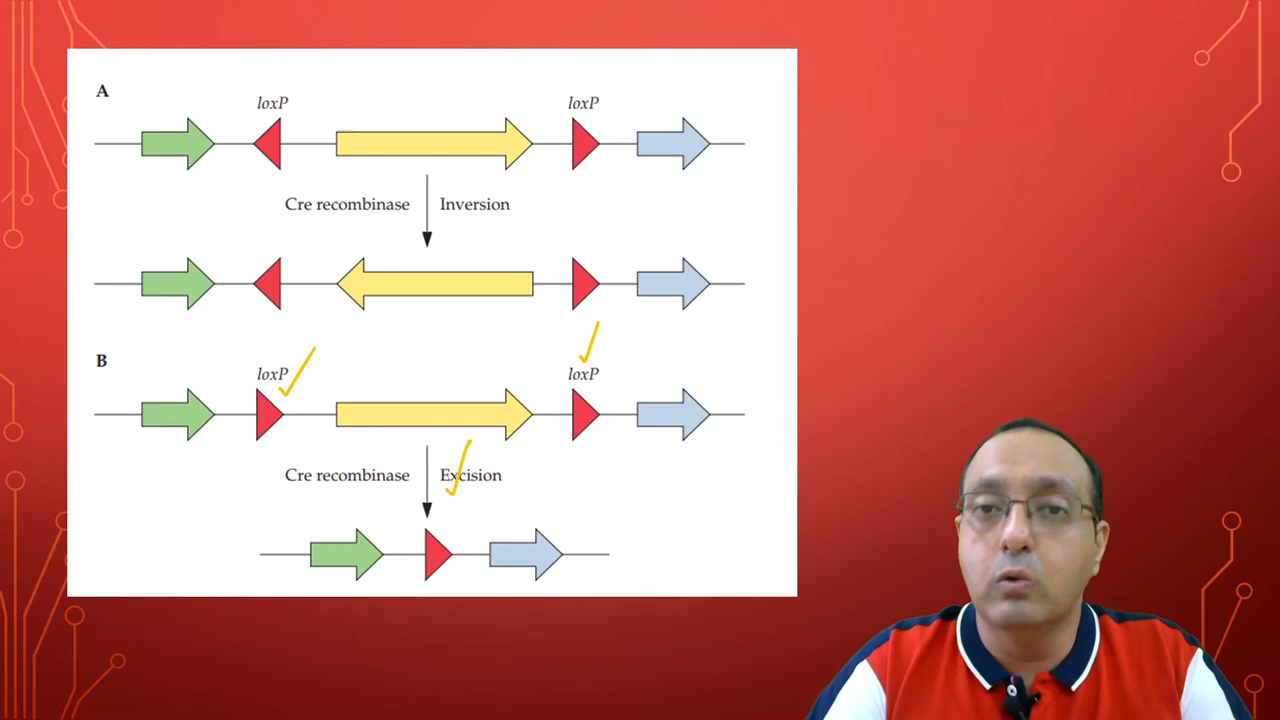 A
loxP loxP
Cre recombinase Inversion
B
loxP loxP
Cre recombinase Excision